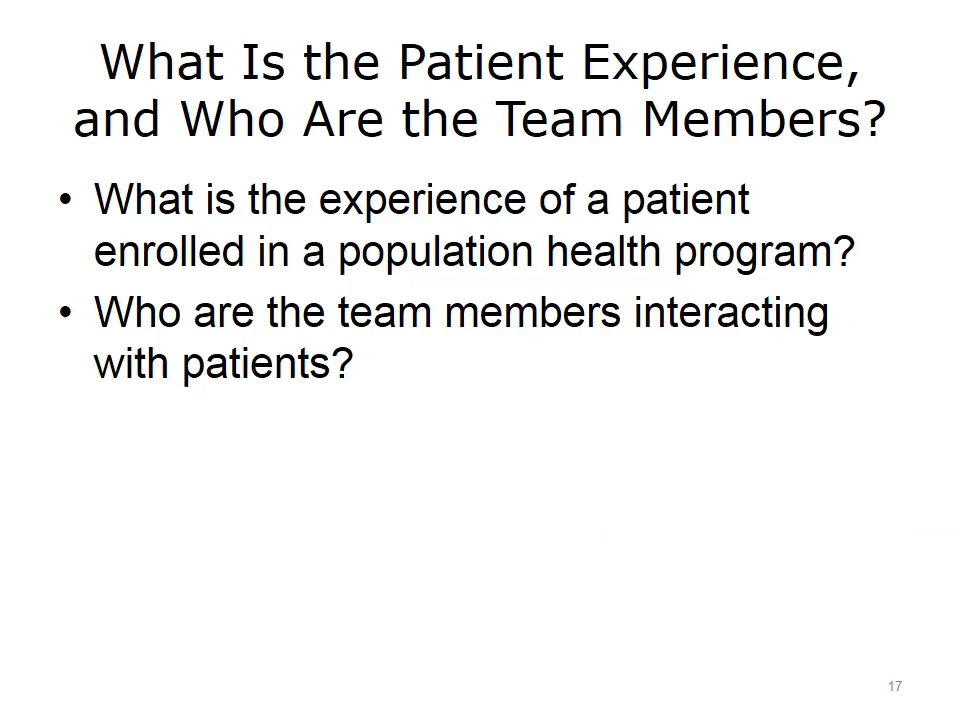 What Is the Patient Experience,
and Who Are the Team Members?
• What is the experience of a patient
enrolled in a population health program?
• Who are the team members interacting
with patients?
17